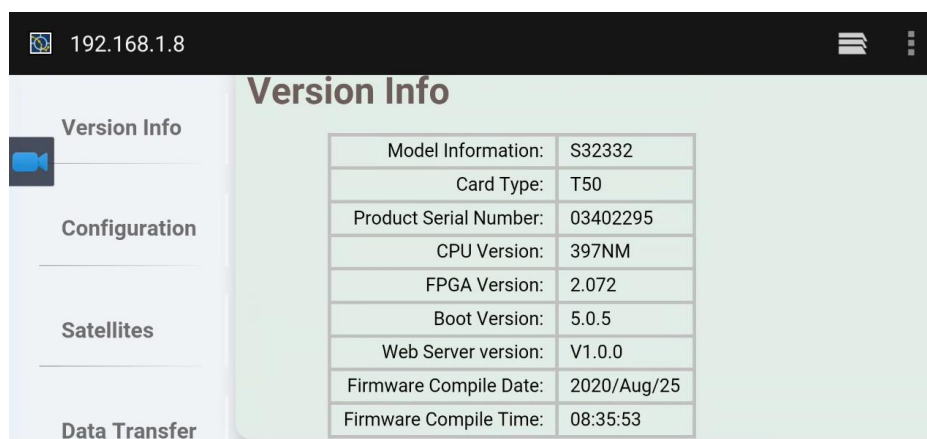 192.168.1.8
Version Info
Configuration
Satellites
Data Transfer
Version Info
Model Information: S32332
Card Type: T50
Product Serial Number: 03402295
CPU Version: 397NM
FPGA Version: 2.072
Boot Version: 5.0.5
Web Server version: V1.0.0
Firmware Compile Date: 2020/Aug/25
Firmware Compile Time: 08:35:53